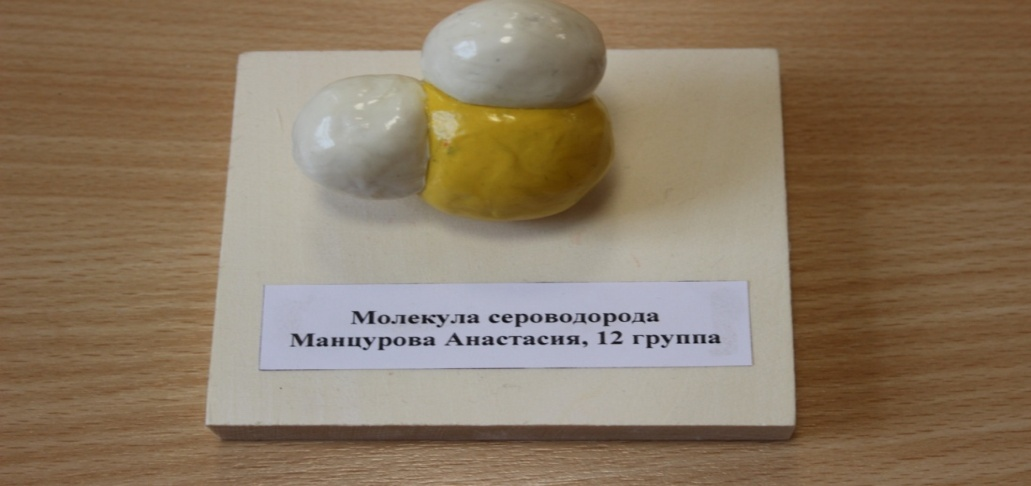 Молекула сероводорода
Манцурова Анастасия, 12 группа